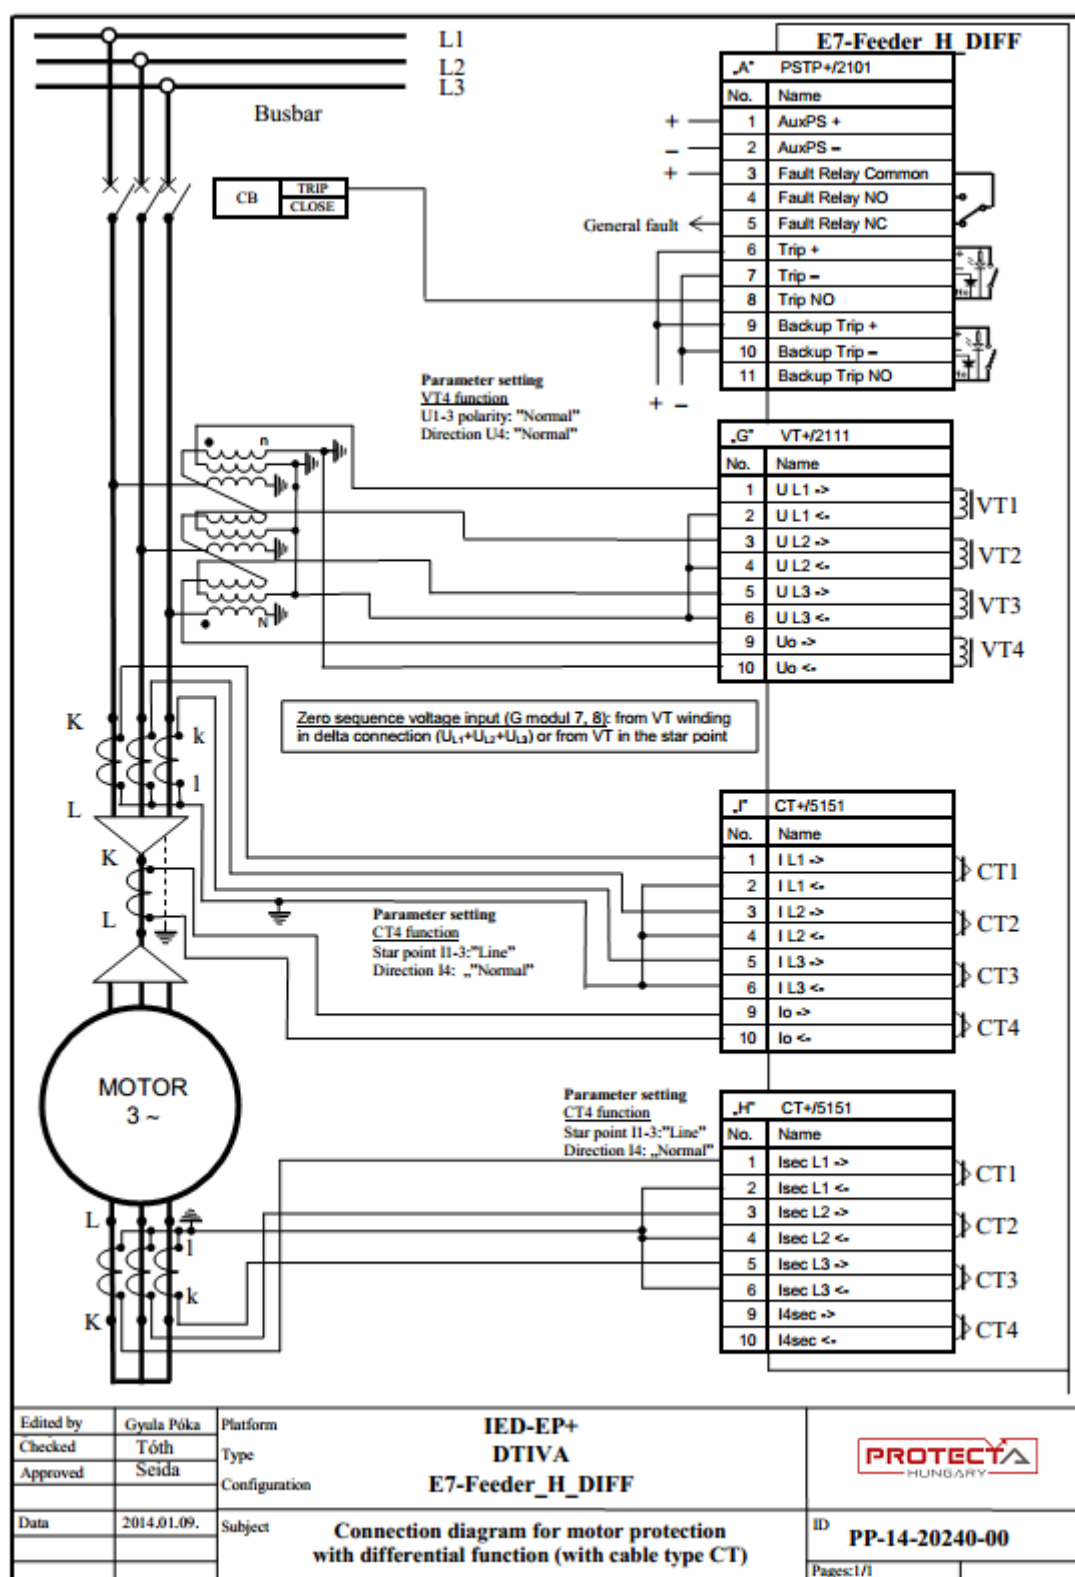 L1
L2
L3
Busbar
E7-Feeder_H_DIFF
„A" PSTP+/2101
No. Name
+ 1 AuxPS +
– 2 AuxPS –
+ 3 Fault Relay Common
4 Fault Relay NO
General fault 5 Fault Relay NC
6 Trip +
7 Trip –
8 Trip NO
9 Backup Trip +
10 Backup Trip –
11 Backup Trip NO
+ –
CB TRIP
CLOSE
Parameter setting
VT4 function
U1-3 polarity: "Normal"
Direction U4: "Normal"
n
N
„G" VT+/2111
No. Name
1 U L1 ->
2 U L1 <-
3 U L2 ->
4 U L2 <-
5 U L3 ->
6 U L3 <-
9 Uo ->
10 Uo <-
VT1
VT2
VT3
VT4
Zero sequence voltage input (G modul 7, 8): from VT winding
in delta connection (UL1+UL2+UL3) or from VT in the star point
K
k
l
L
K
L
„I" CT+/5151
No. Name
1 I L1 ->
2 I L1 <-
3 I L2 ->
4 I L2 <-
5 I L3 ->
6 I L3 <-
9 Io ->
10 Io <-
CT1
CT2
CT3
CT4
Parameter setting
CT4 function
Star point I1-3:"Line"
Direction I4: „"Normal"
MOTOR
3 ~
Parameter setting
CT4 function
Star point I1-3:"Line"
Direction I4: „Normal"
„H" CT+/5151
No. Name
1 Isec L1 ->
2 Isec L1 <-
3 Isec L2 ->
4 Isec L2 <-
5 Isec L3 ->
6 Isec L3 <-
9 I4sec ->
10 I4sec <-
CT1
CT2
CT3
CT4
L
l
k
K
Edited by Gyula Póka
Checked Tóth
Approved Seida
Data 2014.01.09.
Platform IED-EP+
Type DTIVA
Configuration E7-Feeder_H_DIFF
Subject Connection diagram for motor protection
with differential function (with cable type CT)
PROTECTA
HUNGARY
ID PP-14-20240-00
Pages:1/1